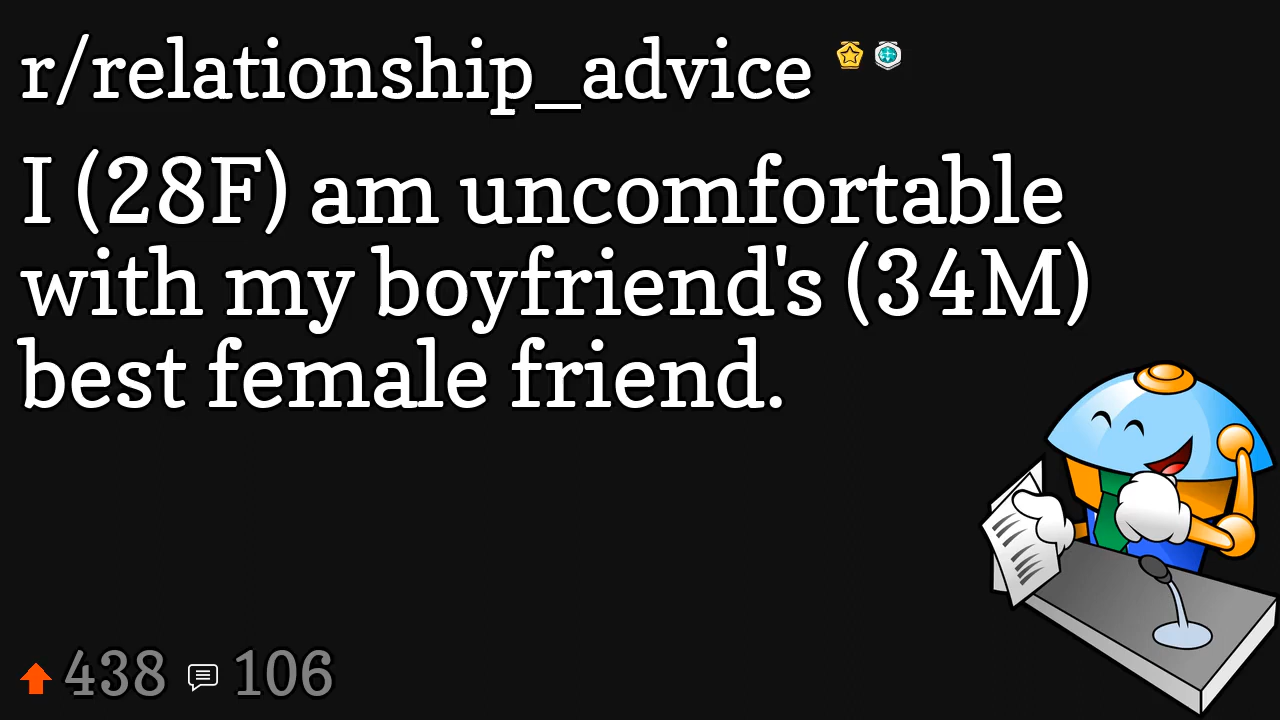 r/relationship_advice
I (28F) am uncomfortable
with my boyfriend's (34M)
best female friend.
438 106